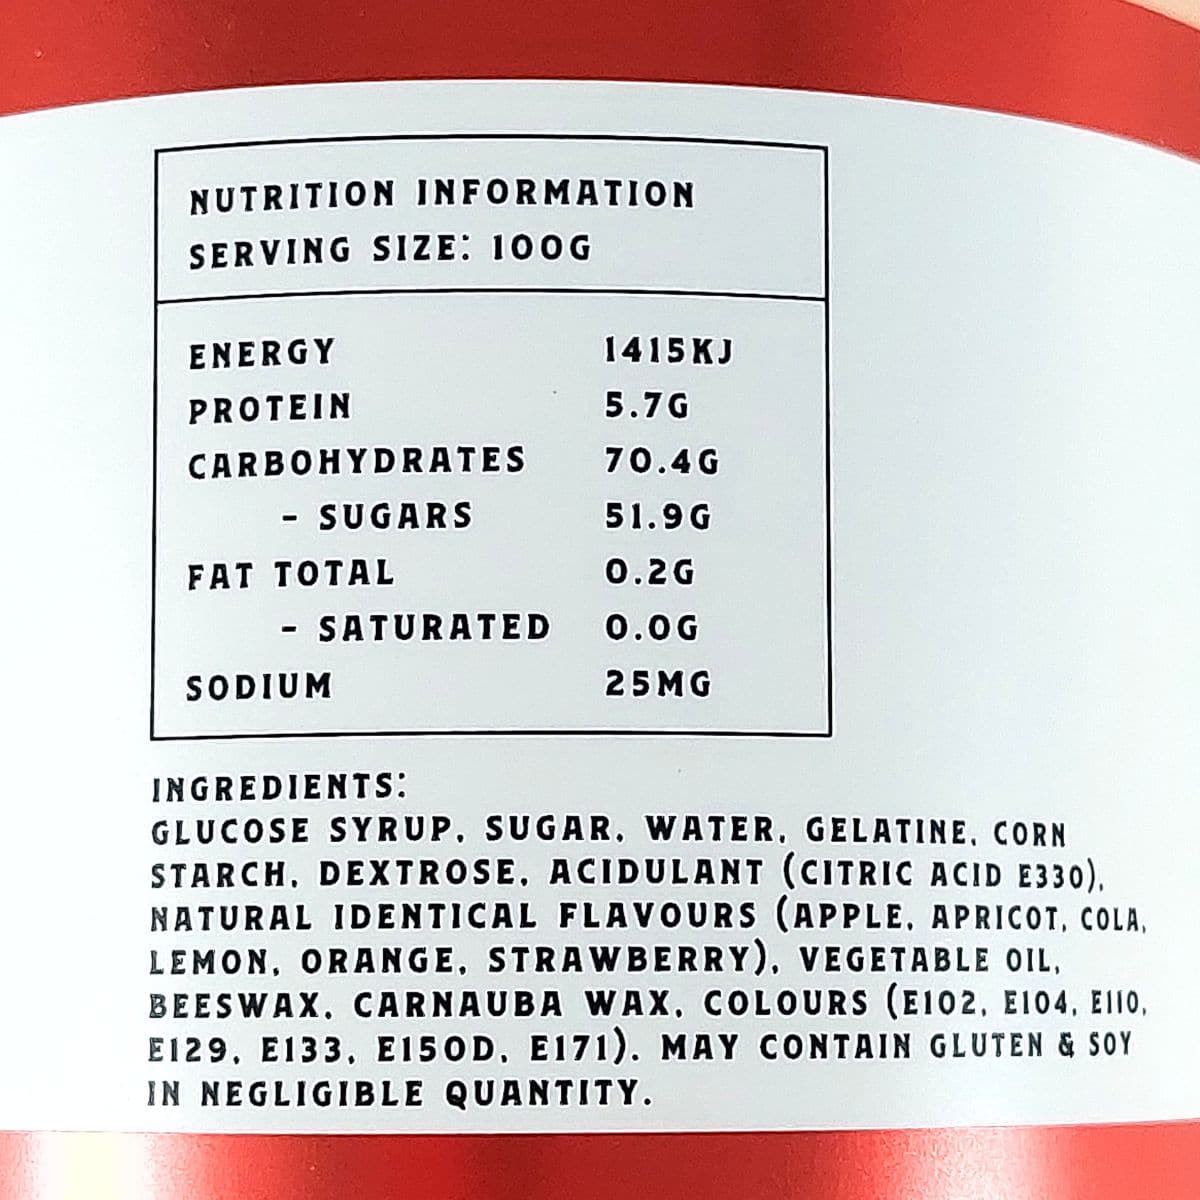 NUTRITION INFORMATION
SERVING SIZE: 100G
ENERGY 1415KJ
PROTEIN 5.7G
CARBOHYDRATES 70.4G
- SUGARS 51.9G
FAT TOTAL 0.2G
- SATURATED 0.0G
SODIUM 25MG
INGREDIENTS:
GLUCOSE SYRUP, SUGAR, WATER, GELATINE, CORN
STARCH, DEXTROSE, ACIDULANT (CITRIC ACID E330),
NATURAL IDENTICAL FLAVOURS (APPLE, APRICOT, COLA,
LEMON, ORANGE, STRAWBERRY), VEGETABLE OIL,
BEESWAX, CARNAUBA WAX, COLOURS (E102, E104, E110,
E129, E133, E150D, E171). MAY CONTAIN GLUTEN & SOY
IN NEGLIGIBLE QUANTITY.